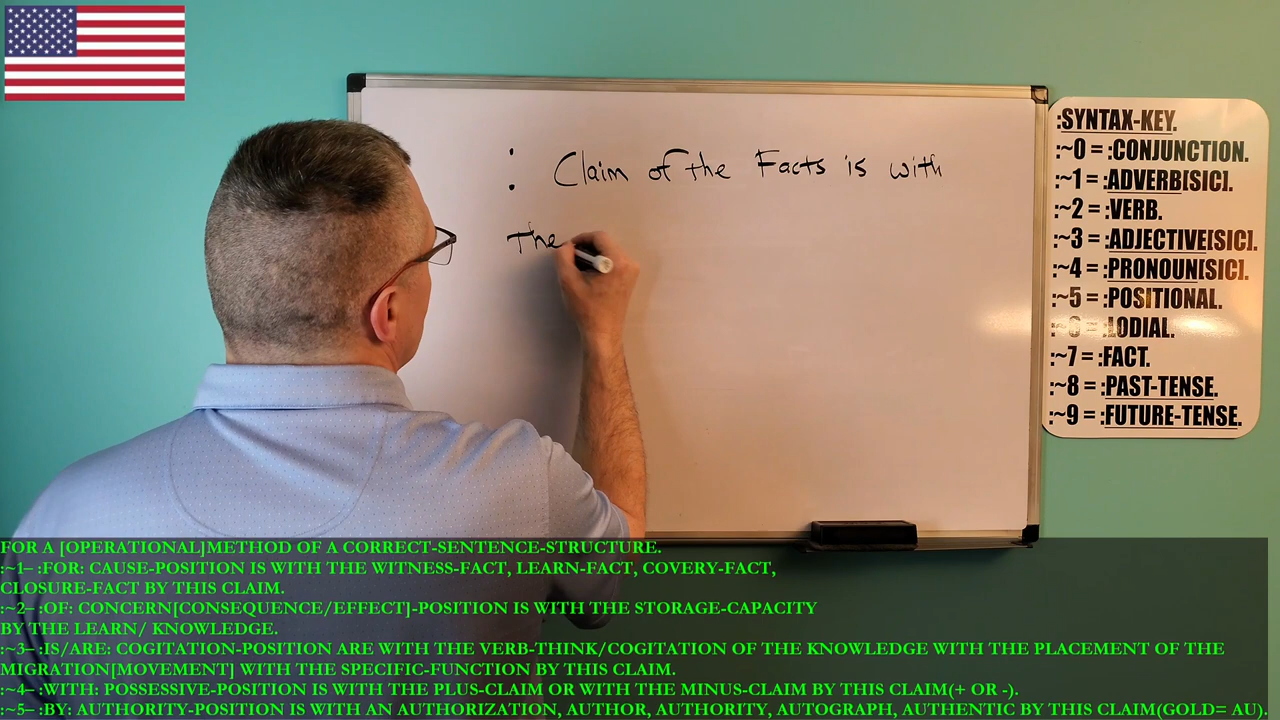 : Claim of the Facts is with
The
:SYNTAX-KEY.
:~0 = :CONJUNCTION.
:~1 = :ADVERB[SIC].
:~2 = :VERB.
:~3 = :ADJECTIVE[SIC].
:~4 = :PRONOUN[SIC].
:~5 = :POSITIONAL.
:~6 = :LODIAL.
:~7 = :FACT.
:~8 = :PAST-TENSE.
:~9 = :FUTURE-TENSE.
FOR A [OPERATIONAL]METHOD OF A CORRECT-SENTENCE-STRUCTURE.
:~1– :FOR: CAUSE-POSITION IS WITH THE WITNESS-FACT, LEARN-FACT, COVERY-FACT,
CLOSURE-FACT BY THIS CLAIM.
:~2– :OF: CONCERN[CONSEQUENCE/EFFECT]-POSITION IS WITH THE STORAGE-CAPACITY
BY THE LEARN/ KNOWLEDGE.
:~3– :IS/ARE: COGITATION-POSITION ARE WITH THE VERB-THINK/COGITATION OF THE KNOWLEDGE WITH THE PLACEMENT OF THE
MIGRATION[MOVEMENT] WITH THE SPECIFIC-FUNCTION BY THIS CLAIM.
:~4– :WITH: POSSESSIVE-POSITION IS WITH THE PLUS-CLAIM OR WITH THE MINUS-CLAIM BY THIS CLAIM(+ OR -).
:~5– :BY: AUTHORITY-POSITION IS WITH AN AUTHORIZATION, AUTHOR, AUTHORITY, AUTOGRAPH, AUTHENTIC BY THIS CLAIM(GOLD= AU).